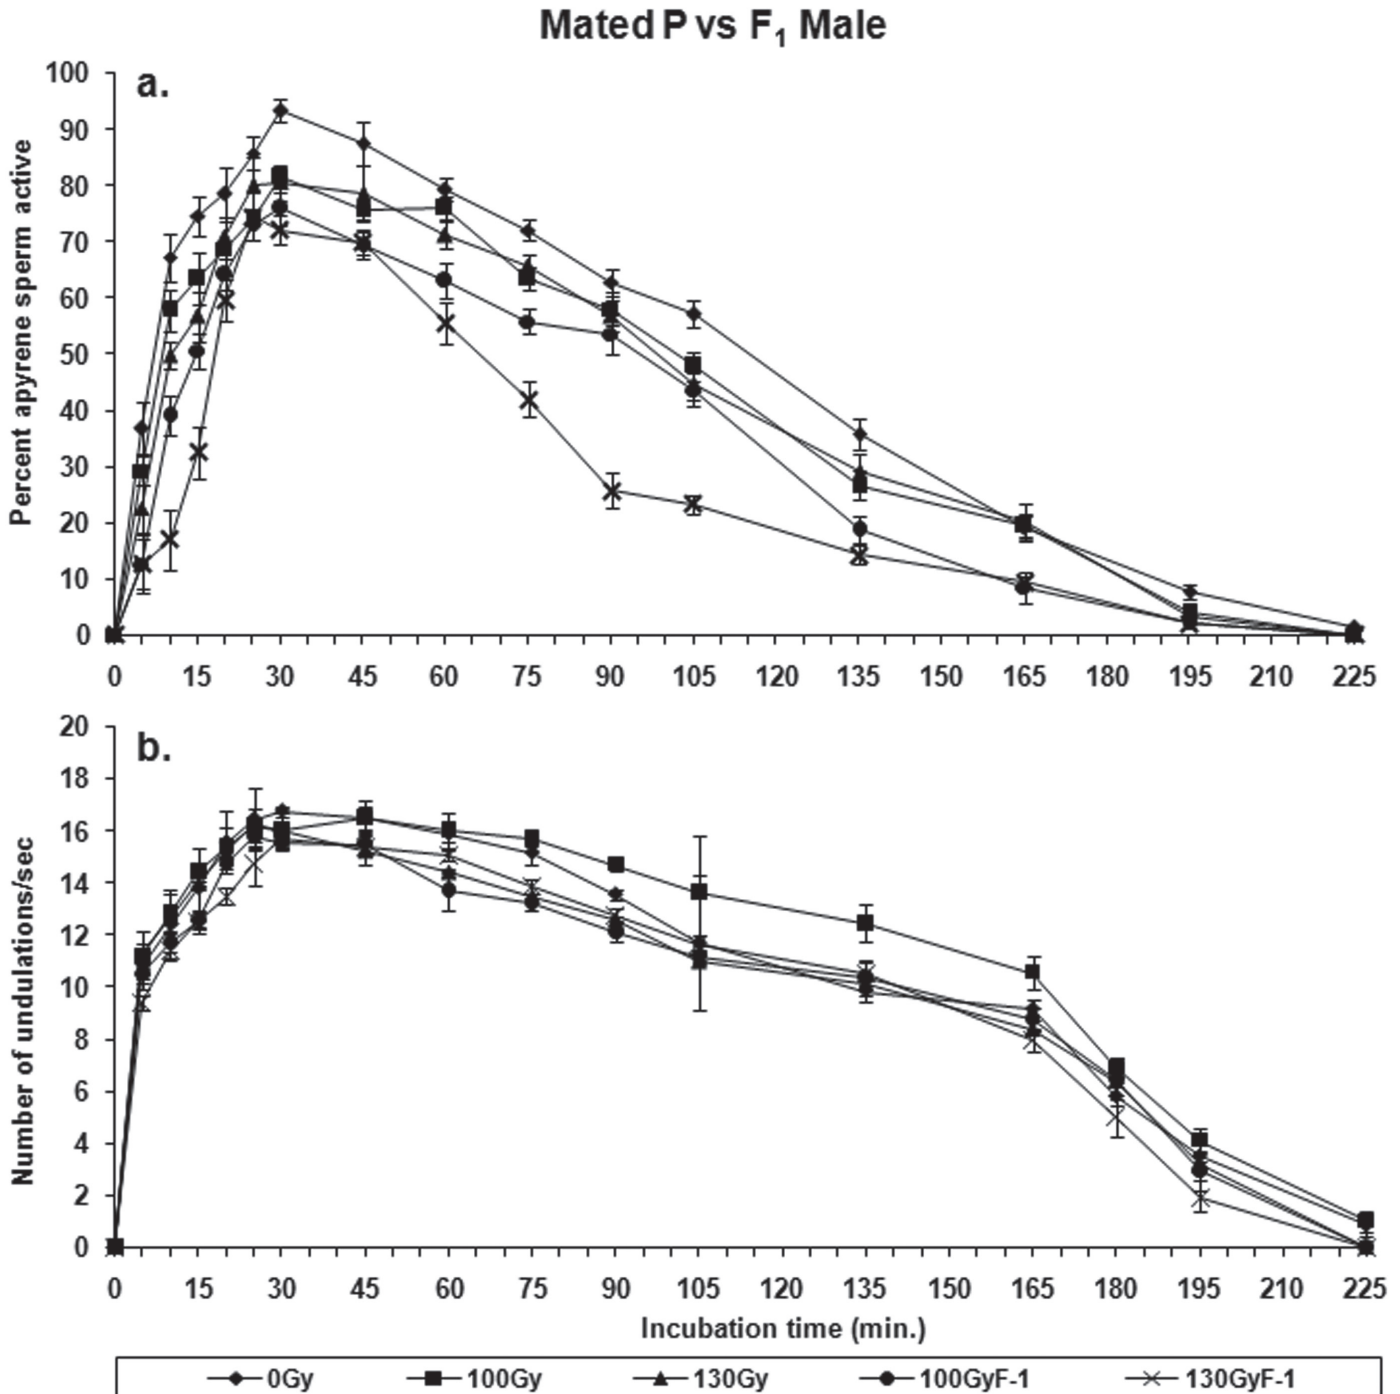 Mated P vs F1 Male
a.
Percent apyrene sperm active
100
90
80
70
60
50
40
30
20
10
0
0 15 30 45 60 75 90 105 120 135 150 165 180 195 210 225
b.
Number of undulations/sec
20
18
16
14
12
10
8
6
4
2
0
0 15 30 45 60 75 90 105 120 135 150 165 180 195 210 225
Incubation time (min.)
0Gy 100Gy 130Gy 100GyF-1 130GyF-1